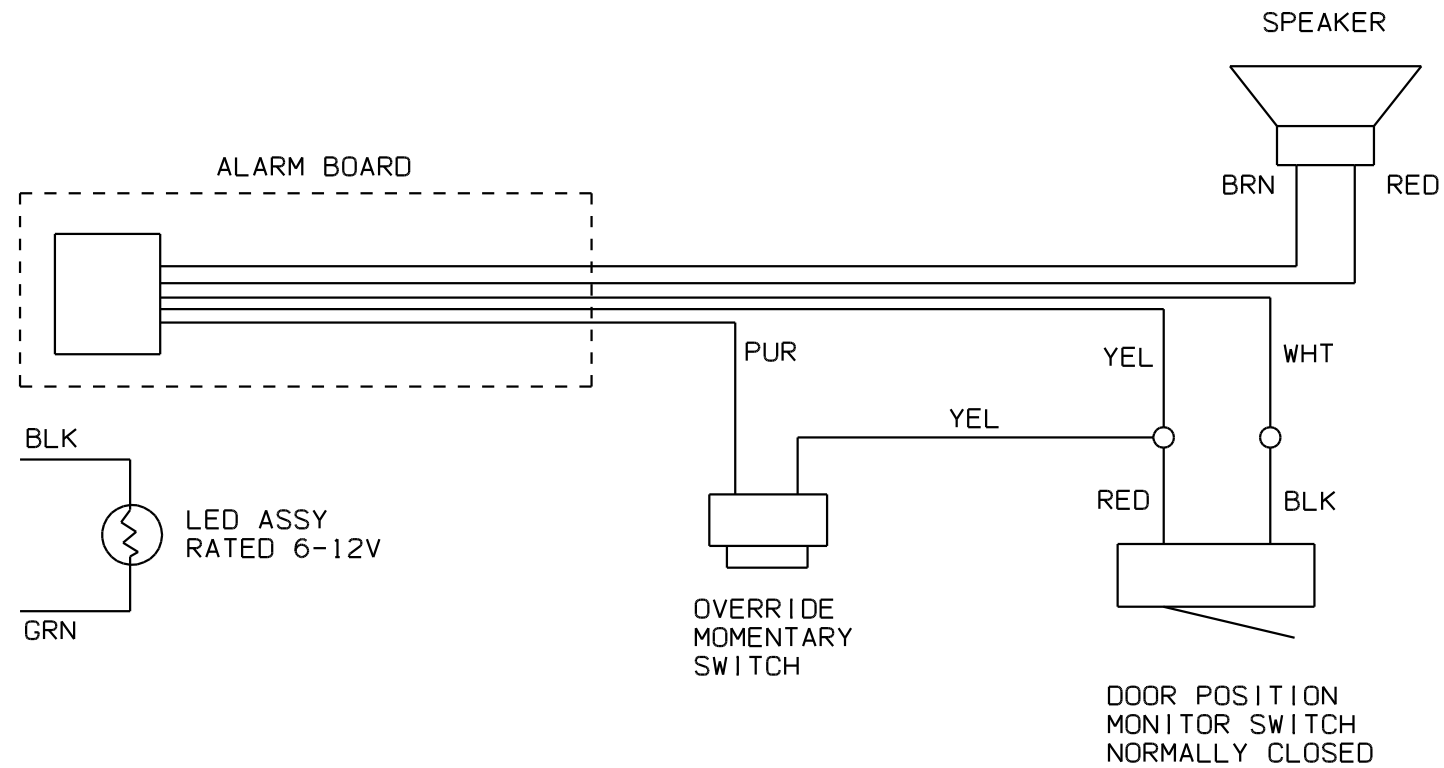 SPEAKER
ALARM BOARD
BRN
RED
PUR
YEL
WHT
YEL
BLK
RED
BLK
LED ASSY
RATED 6-12V
GRN
OVERRIDE
MOMENTARY
SWITCH
DOOR POSITION
MONITOR SWITCH
NORMALLY CLOSED